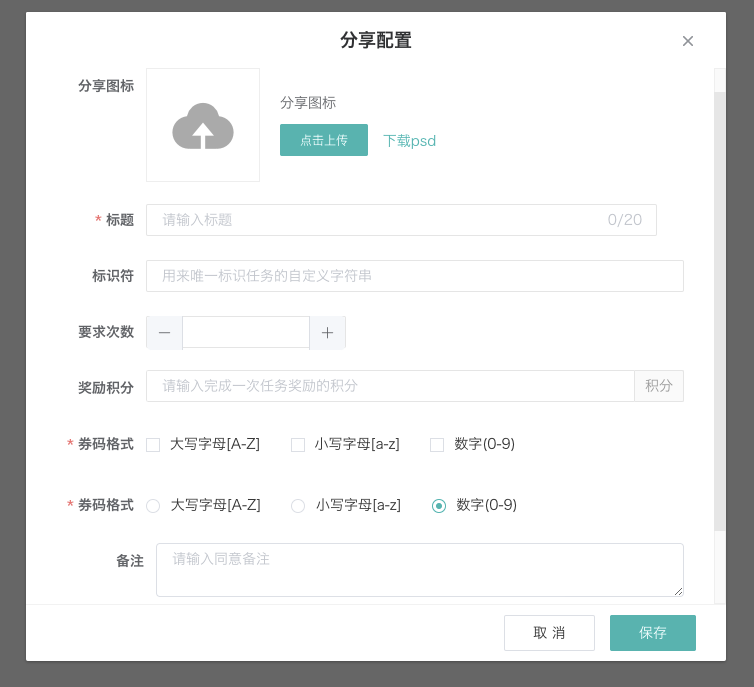 分享配置
分享图标
分享图标
点击上传 下载psd
* 标题 请输入标题 0/20
标识符 用来唯一标识任务的自定义字符串
要求次数
奖励积分 请输入完成一次任务奖励的积分 积分
* 券码格式 大写字母[A-Z] 小写字母[a-z] 数字(0-9)
* 券码格式 大写字母[A-Z] 小写字母[a-z] 数字(0-9)
备注 请输入同意备注
取 消 保存